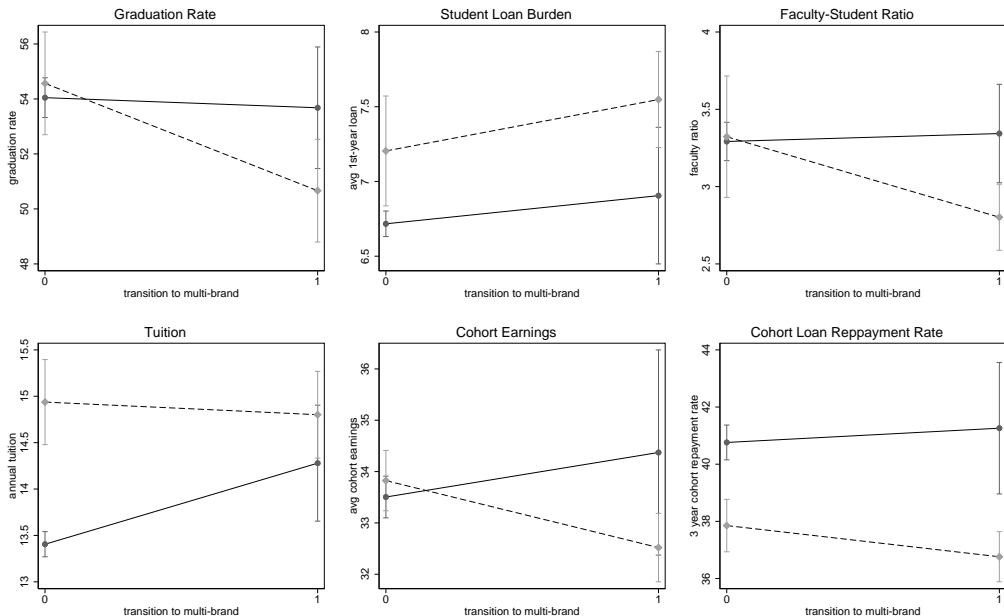 Graduation Rate
graduation rate
56
54
52
50
48
0
1
transition to multi-brand
Student Loan Burden
avg 1st-year loan
8
7.5
7
6.5
0
1
transition to multi-brand
Faculty-Student Ratio
faculty ratio
4
3.5
3
2.5
0
1
transition to multi-brand
Tuition
annual tuition
15.5
15
14.5
14
13.5
13
0
1
transition to multi-brand
Cohort Earnings
avg cohort earnings
36
35
34
33
32
0
1
transition to multi-brand
Cohort Loan Reppayment Rate
3 year cohort repayment rate
44
42
40
38
36
0
1
transition to multi-brand